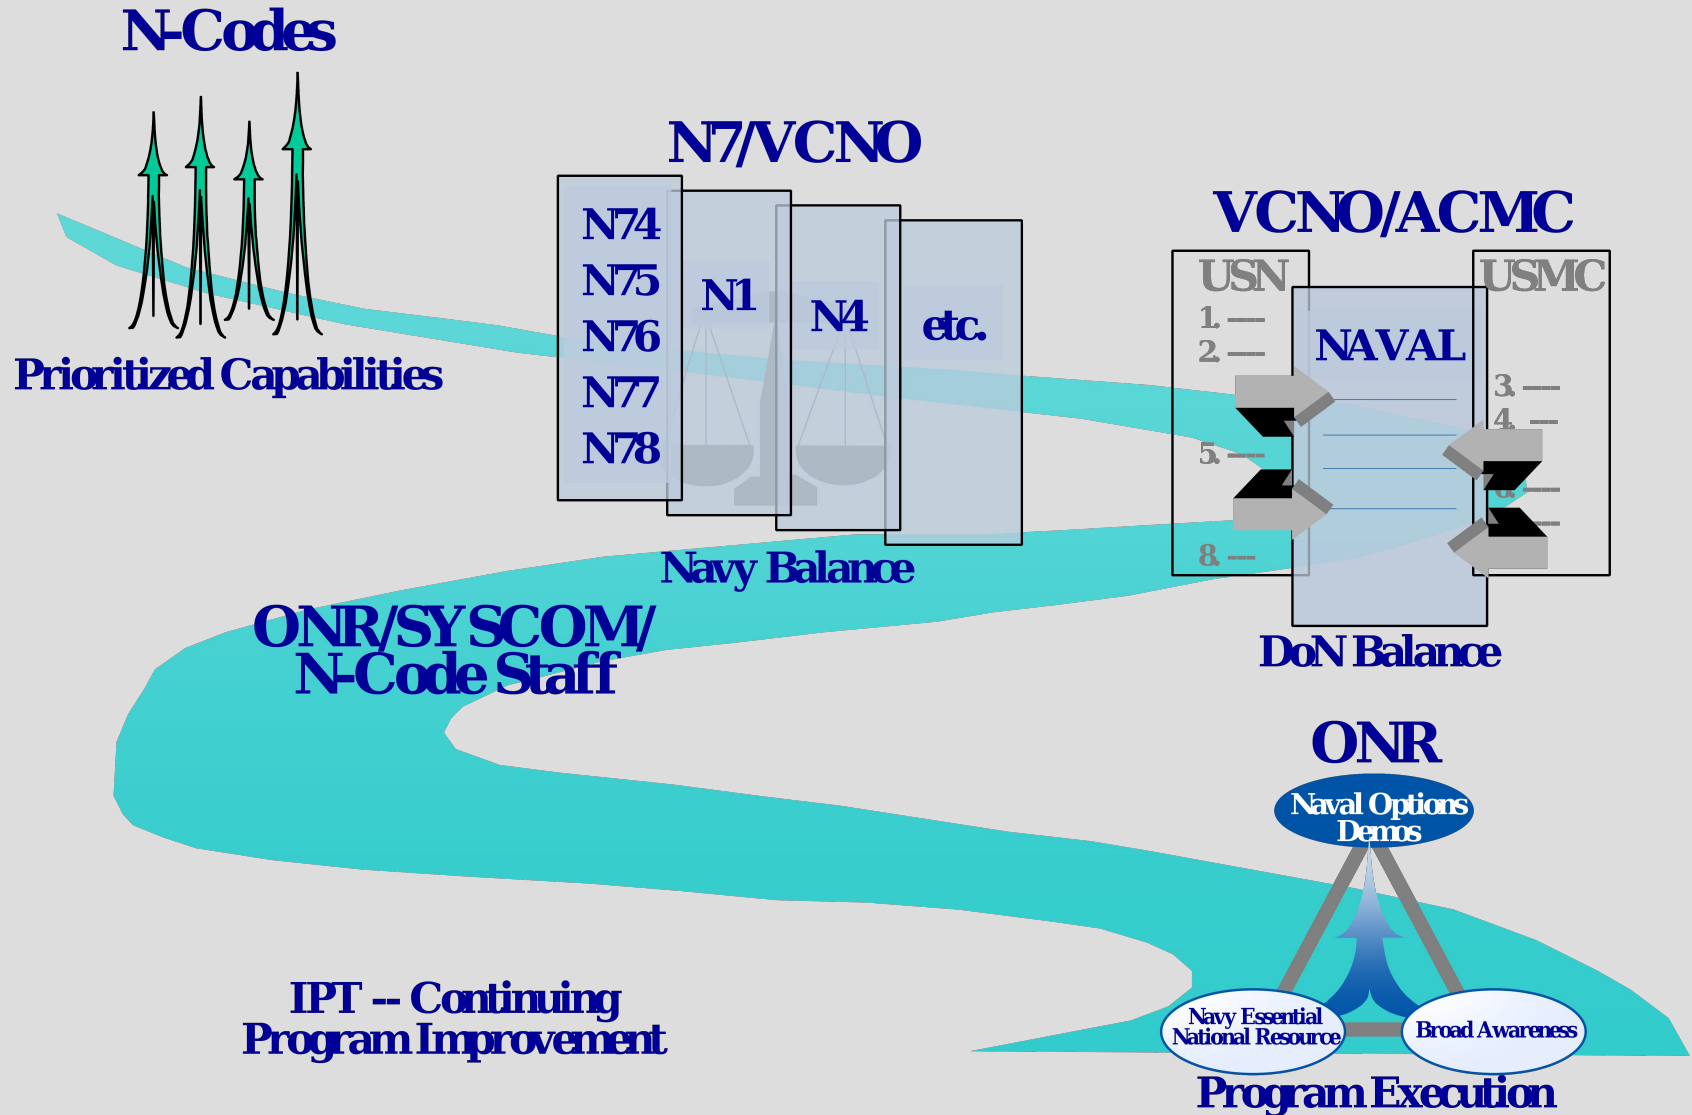 N-Codes
Prioritized Capabilities
N7/VCNO
N74
N75
N76
N77
N78
N1
N4
etc.
Navy Balance
VCNO/ACMC
USN
1. ----
2. ----
5. ----
8. ---
NAVAL
USMC
3. ----
4. ---
----
DoN Balance
ONR/SYSCOM/
N-Code Staff
IPT -- Continuing
Program Improvement
ONR
Naval Options
Demos
Navy Essential
National Resource
Broad Awareness
Program Execution